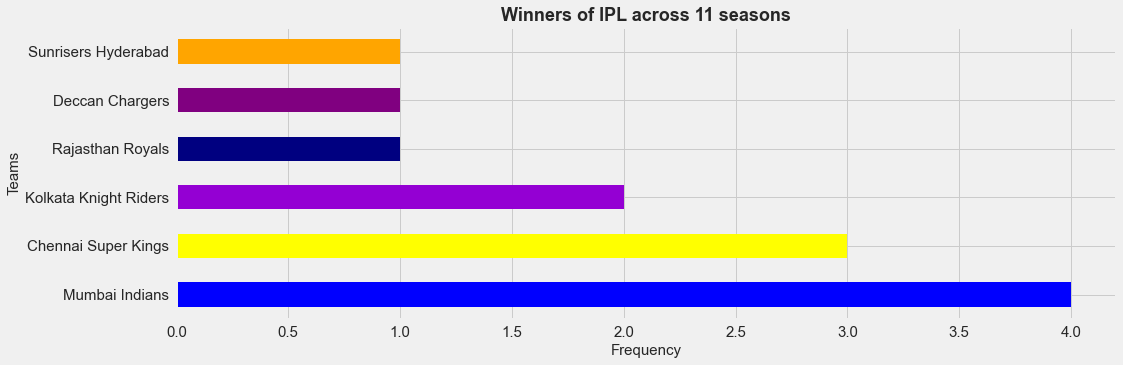 Winners of IPL across 11 seasons
Sunrisers Hyderabad
Deccan Chargers
Rajasthan Royals
Kolkata Knight Riders
Chennai Super Kings
Mumbai Indians
Teams
0.0 0.5 1.0 1.5 2.0 2.5 3.0 3.5 4.0
Frequency